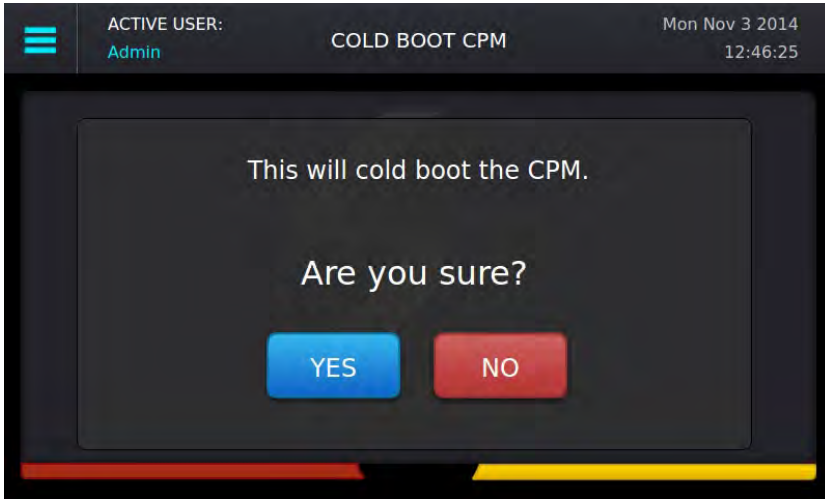 ACTIVE USER:
Admin
COLD BOOT CPM
Mon Nov 3 2014
12:46:25
This will cold boot the CPM.
Are you sure?
YES
NO